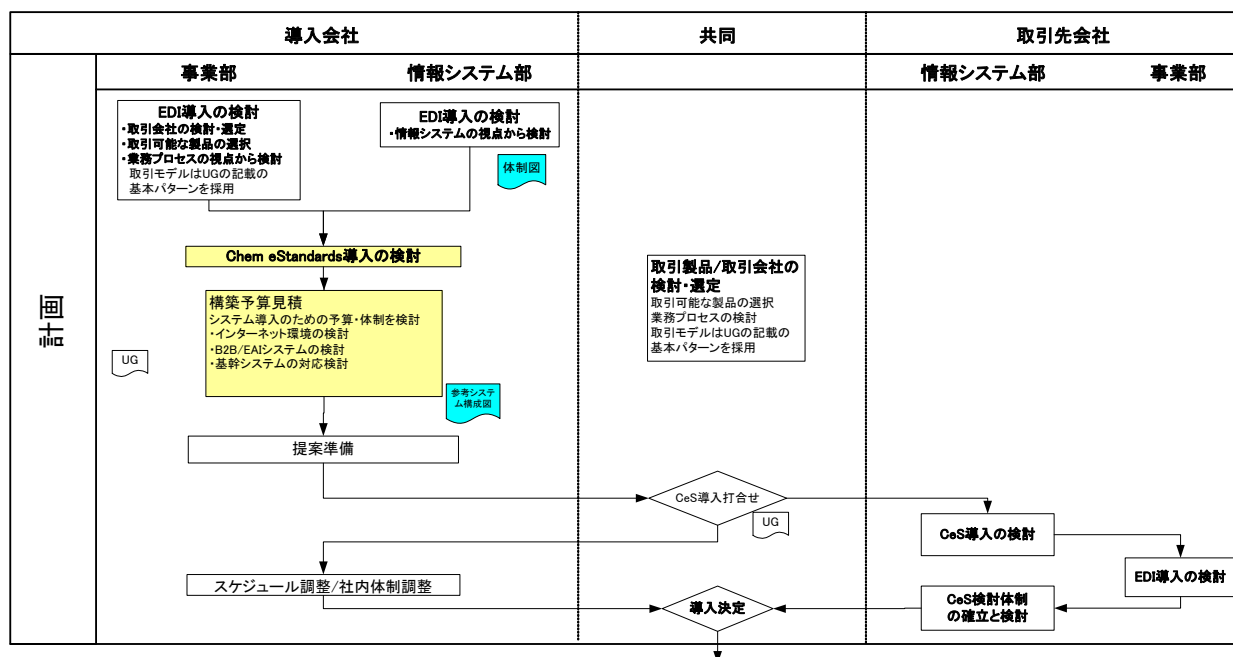 導入会社
共同
取引先会社
事業部
情報システム部
情報システム部
事業部
計画
EDI導入の検討
・取引会社の検討・選定
・取引可能な製品の選択
・業務プロセスの視点から検討
取引モデルはUGの記載の
基本パターンを採用
EDI導入の検討
・情報システムの視点から検討
体制図
Chem eStandards導入の検討
構築予算見積
システム導入のための予算・体制を検討
・インターネット環境の検討
・B2B/EAIシステムの検討
・基幹システムの対応検討
UG
参考システ
ム構成図
取引製品/取引会社の
検討・選定
取引可能な製品の選択
業務プロセスの検討
取引モデルはUGの記載の
基本パターンを採用
提案準備
CeS導入打合せ
UG
CeS導入の検討
EDI導入の検討
スケジュール調整/社内体制調整
導入決定
CeS検討体制
の確立と検討